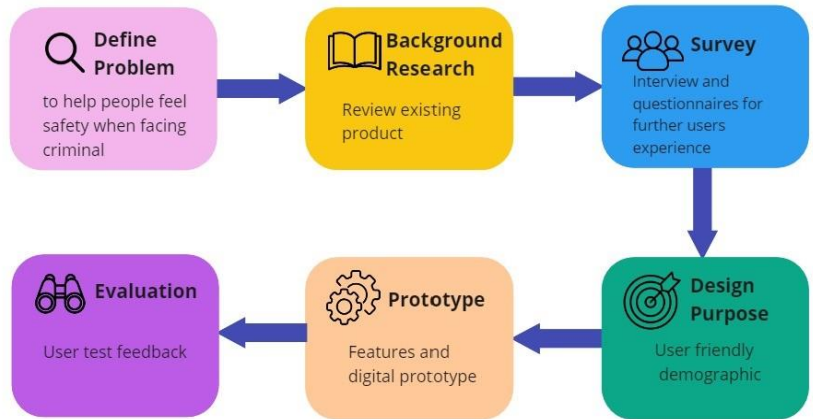 Define
Problem
to help people feel
safety when facing
criminal
Background
Research
Review existing
product
Survey
Interview and
questionnaires for
further users
experience
Design
Purpose
User friendly
demographic
Prototype
Features and
digital prototype
Evaluation
User test feedback